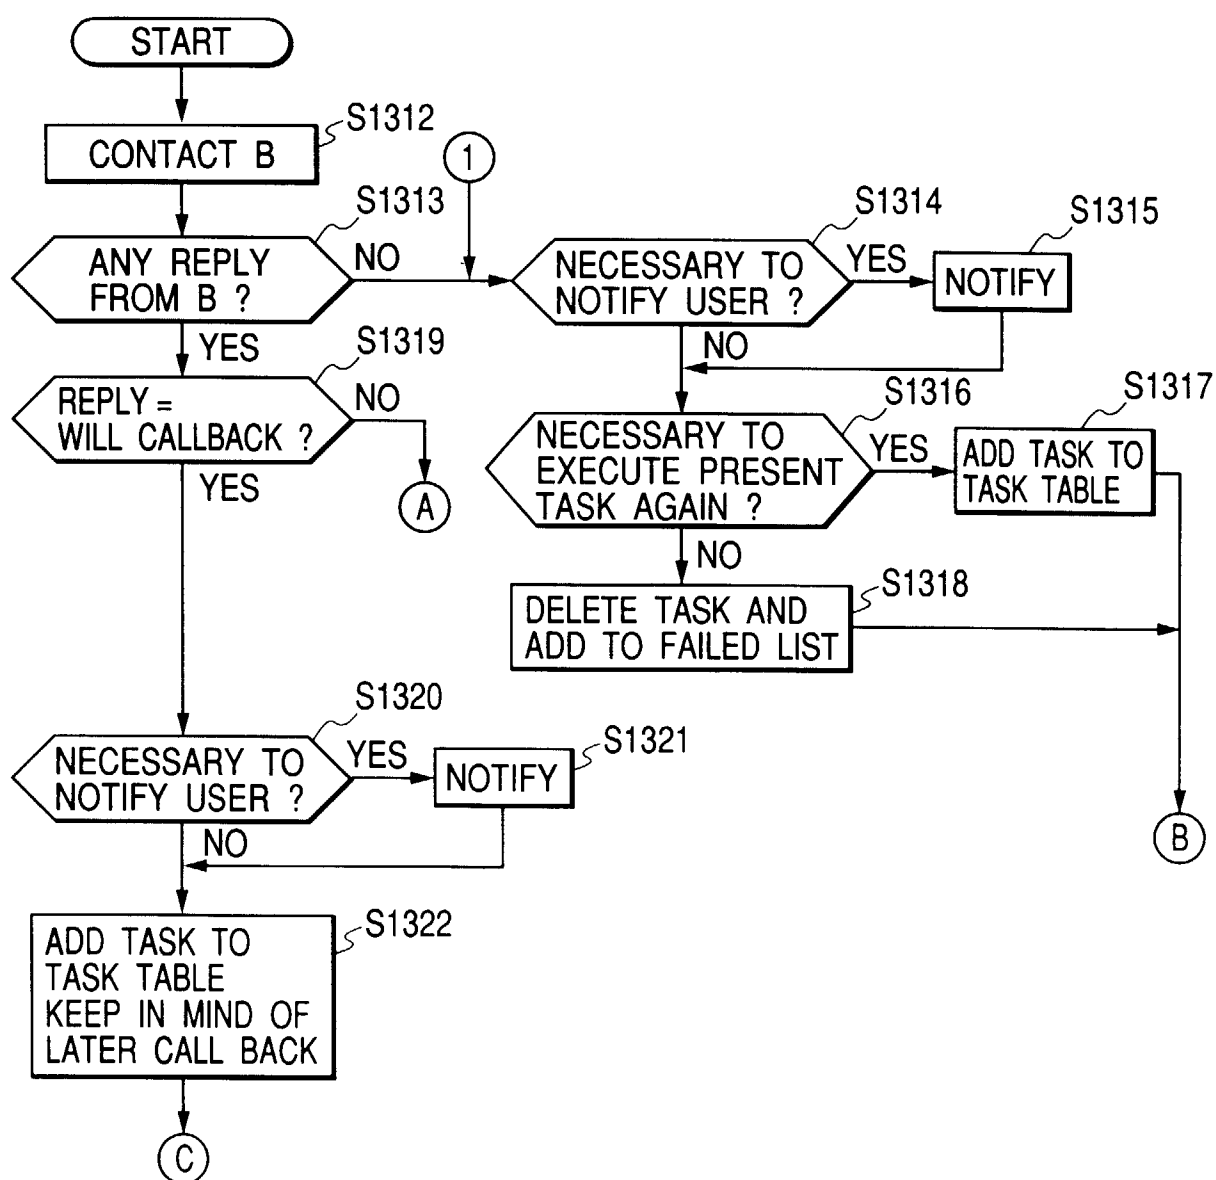 START
S1312
CONTACT B
1
S1313
ANY REPLY
FROM B ?
NO
YES
S1314
NECESSARY TO
NOTIFY USER ?
YES
NO
S1315
NOTIFY
S1319
REPLY =
WILL CALLBACK ?
NO
YES
A
S1316
NECESSARY TO
EXECUTE PRESENT
TASK AGAIN ?
YES
NO
S1317
ADD TASK TO
TASK TABLE
S1318
DELETE TASK AND
ADD TO FAILED LIST
S1320
NECESSARY TO
NOTIFY USER ?
YES
NO
S1321
NOTIFY
B
S1322
ADD TASK TO
TASK TABLE
KEEP IN MIND OF
LATER CALL BACK
C